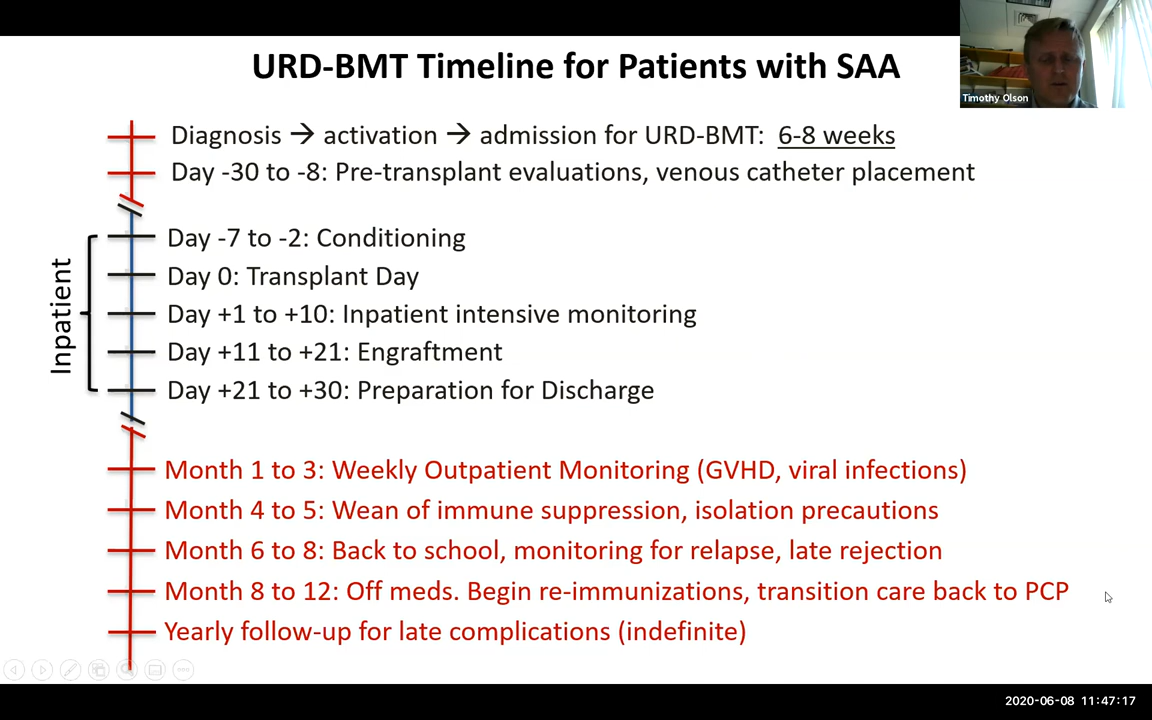 URD-BMT Timeline for Patients with SAA
Timothy Olson
Diagnosis → activation → admission for URD-BMT: 6-8 weeks
Day -30 to -8: Pre-transplant evaluations, venous catheter placement
Inpatient
Day -7 to -2: Conditioning
Day 0: Transplant Day
Day +1 to +10: Inpatient intensive monitoring
Day +11 to +21: Engraftment
Day +21 to +30: Preparation for Discharge
Month 1 to 3: Weekly Outpatient Monitoring (GVHD, viral infections)
Month 4 to 5: Wean of immune suppression, isolation precautions
Month 6 to 8: Back to school, monitoring for relapse, late rejection
Month 8 to 12: Off meds. Begin re-immunizations, transition care back to PCP
Yearly follow-up for late complications (indefinite)
2020-06-08 11:47:17